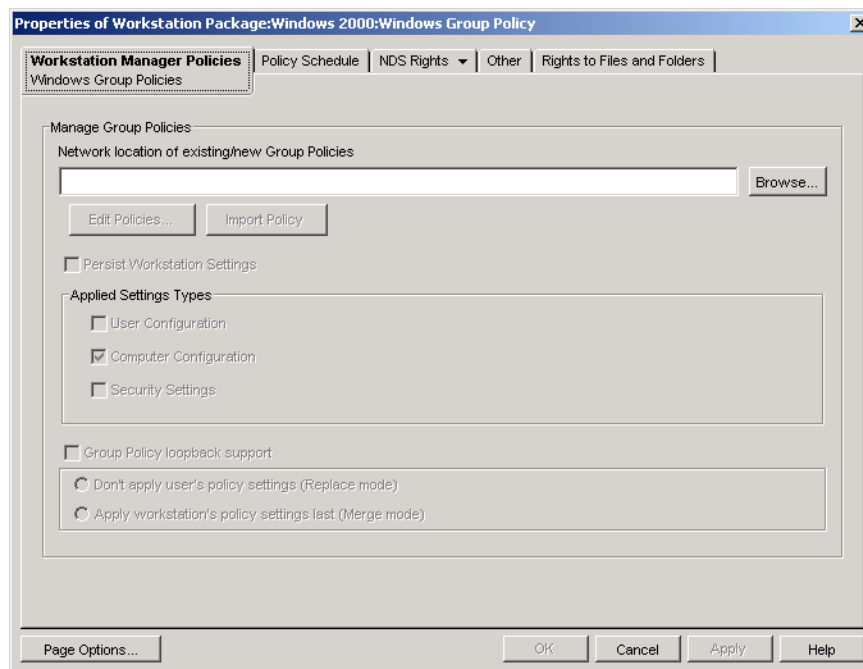 Properties of Workstation Package:Windows 2000:Windows Group Policy
Workstation Manager Policies Policy Schedule NDS Rights Other Rights to Files and Folders
Windows Group Policies
Manage Group Policies
Network location of existing/new Group Policies
Browse...
Edit Policies... Import Policy
Persist Workstation Settings
Applied Settings Types
User Configuration
Computer Configuration
Security Settings
Group Policy loopback support
Don't apply user's policy settings (Replace mode)
Apply workstation's policy settings last (Merge mode)
Page Options... OK Cancel Apply Help